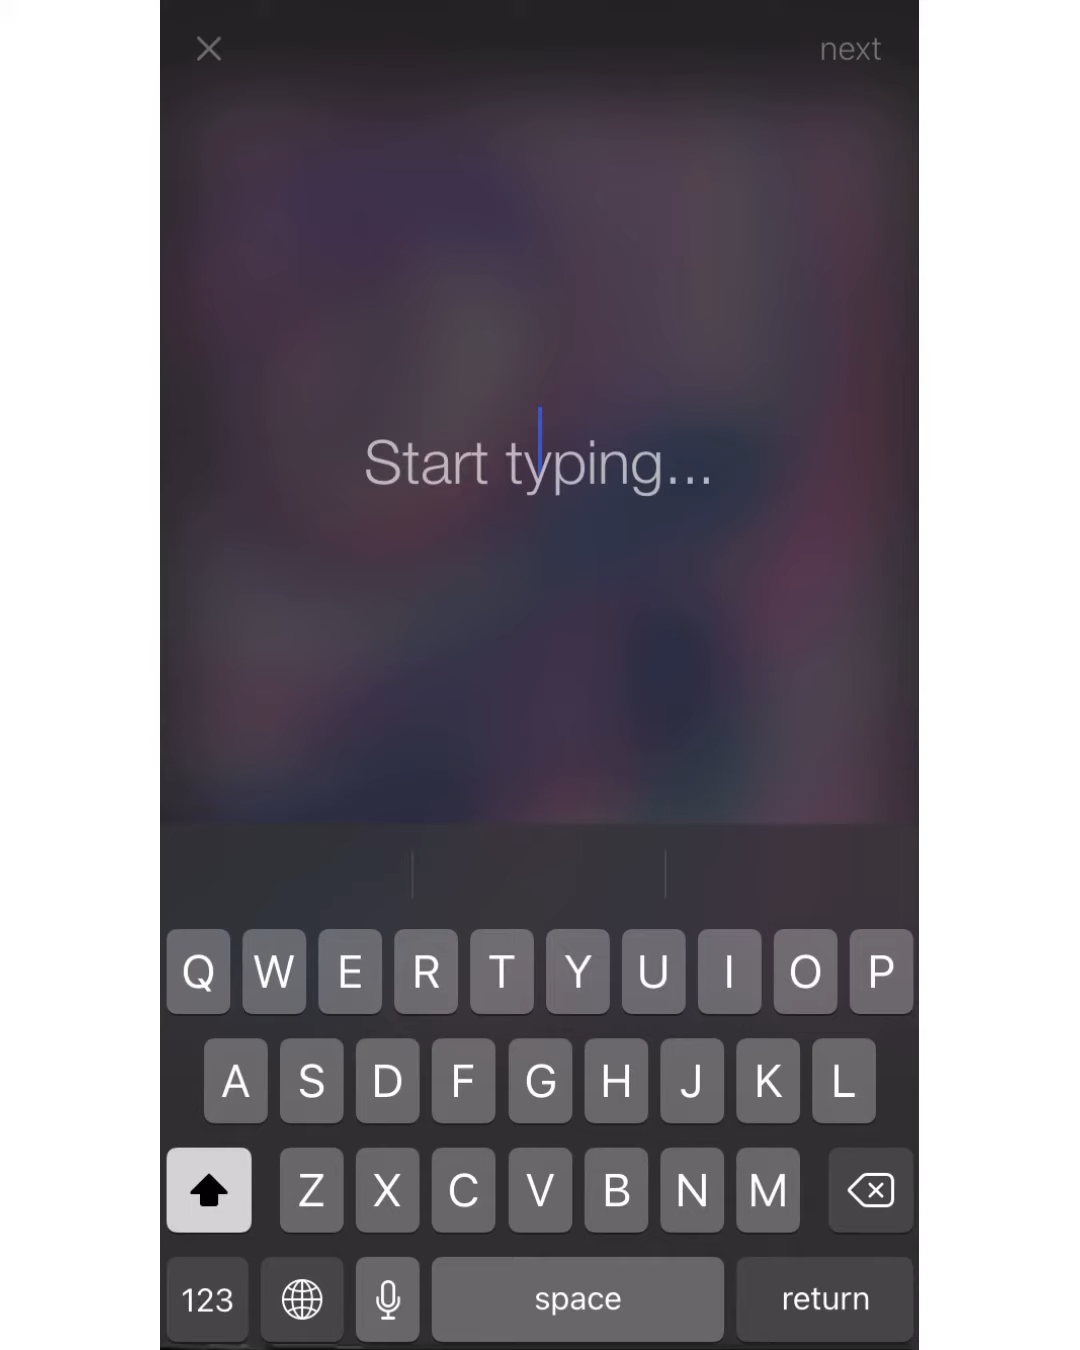 next
Start typing...
Q W E R T Y U I O P
A S D F G H J K L
Z X C V B N M
123 space return